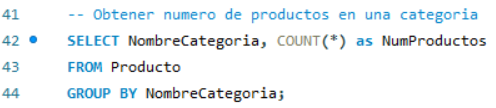 41 -- Obtener numero de productos en una categoria
42 SELECT NombreCategoria, COUNT(*) as NumProductos
43 FROM Producto
44 GROUP BY NombreCategoria;